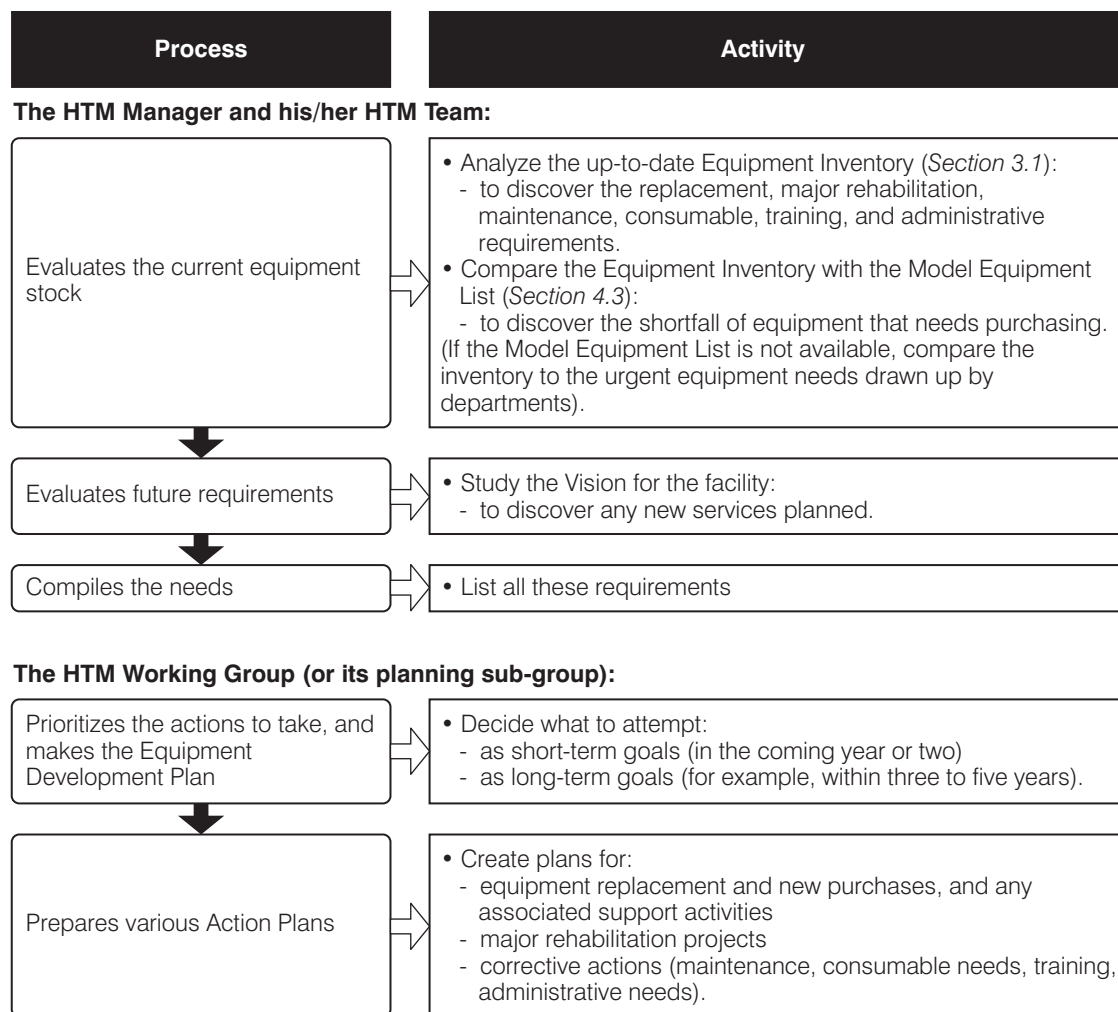 Process
Activity
The HTM Manager and his/her HTM Team:
Evaluates the current equipment
stock
• Analyze the up-to-date Equipment Inventory (Section 3.1):
- to discover the replacement, major rehabilitation,
maintenance, consumable, training, and administrative
requirements.
• Compare the Equipment Inventory with the Model Equipment
List (Section 4.3):
- to discover the shortfall of equipment that needs purchasing.
(If the Model Equipment List is not available, compare the
inventory to the urgent equipment needs drawn up by
departments).
Evaluates future requirements
• Study the Vision for the facility:
- to discover any new services planned.
Compiles the needs
• List all these requirements
The HTM Working Group (or its planning sub-group):
Prioritizes the actions to take, and
makes the Equipment
Development Plan
• Decide what to attempt:
- as short-term goals (in the coming year or two)
- as long-term goals (for example, within three to five years).
Prepares various Action Plans
• Create plans for:
- equipment replacement and new purchases, and any
associated support activities
- major rehabilitation projects
- corrective actions (maintenance, consumable needs, training,
administrative needs).